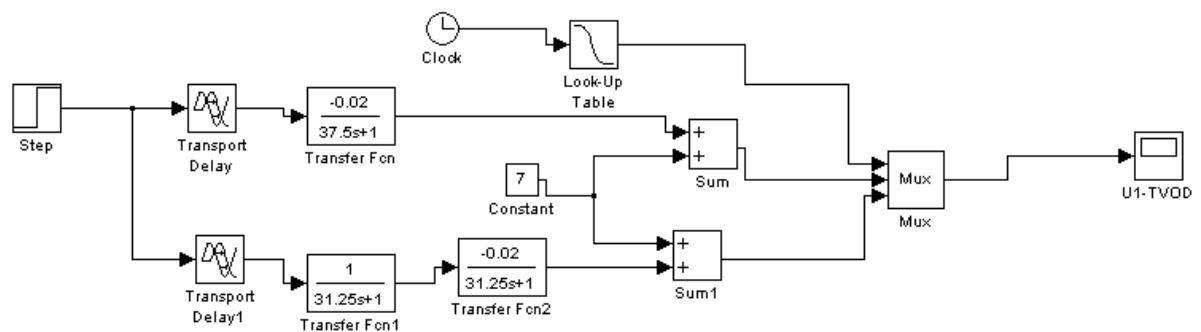 Clock
Look-Up
Table
Step
Transport
Delay
-0.02
37.5s+1
Transfer Fcn
+
+
Sum
7
Constant
Mux
Mux
U1-TVOD
Transport
Delay1
1
31.25s+1
Transfer Fcn1
-0.02
31.25s+1
Transfer Fcn2
+
+
Sum1